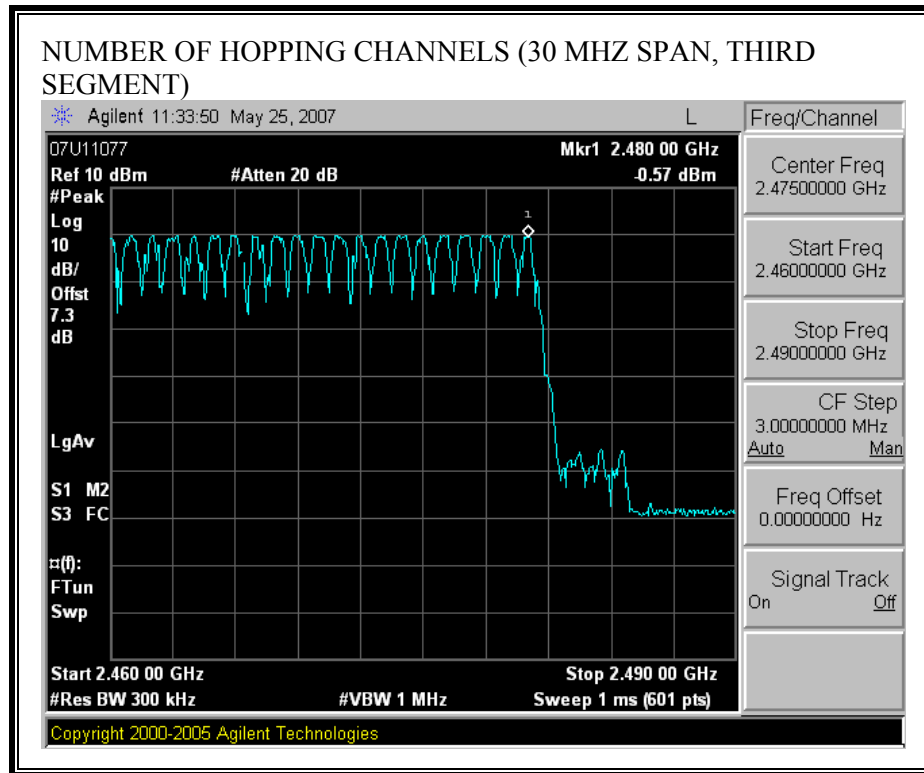 NUMBER OF HOPPING CHANNELS (30 MHZ SPAN, THIRD
SEGMENT)
Agilent 11:33:50 May 25, 2007 L
Freq/Channel
07U11077 Mkr1 2.480 00 GHz
Ref 10 dBm #Atten 20 dB -0.57 dBm
#Peak
Log
10
dB/
Offst
7.3
dB
1
LgAv
S1 M2
S3 FC
¤(f):
FTun
Swp
Start 2.460 00 GHz Stop 2.490 00 GHz
#Res BW 300 kHz #VBW 1 MHz Sweep 1 ms (601 pts)
Center Freq
2.47500000 GHz
Start Freq
2.46000000 GHz
Stop Freq
2.49000000 GHz
CF Step
3.00000000 MHz
Auto Man
Freq Offset
0.00000000 Hz
Signal Track
On Off
Copyright 2000-2005 Agilent Technologies